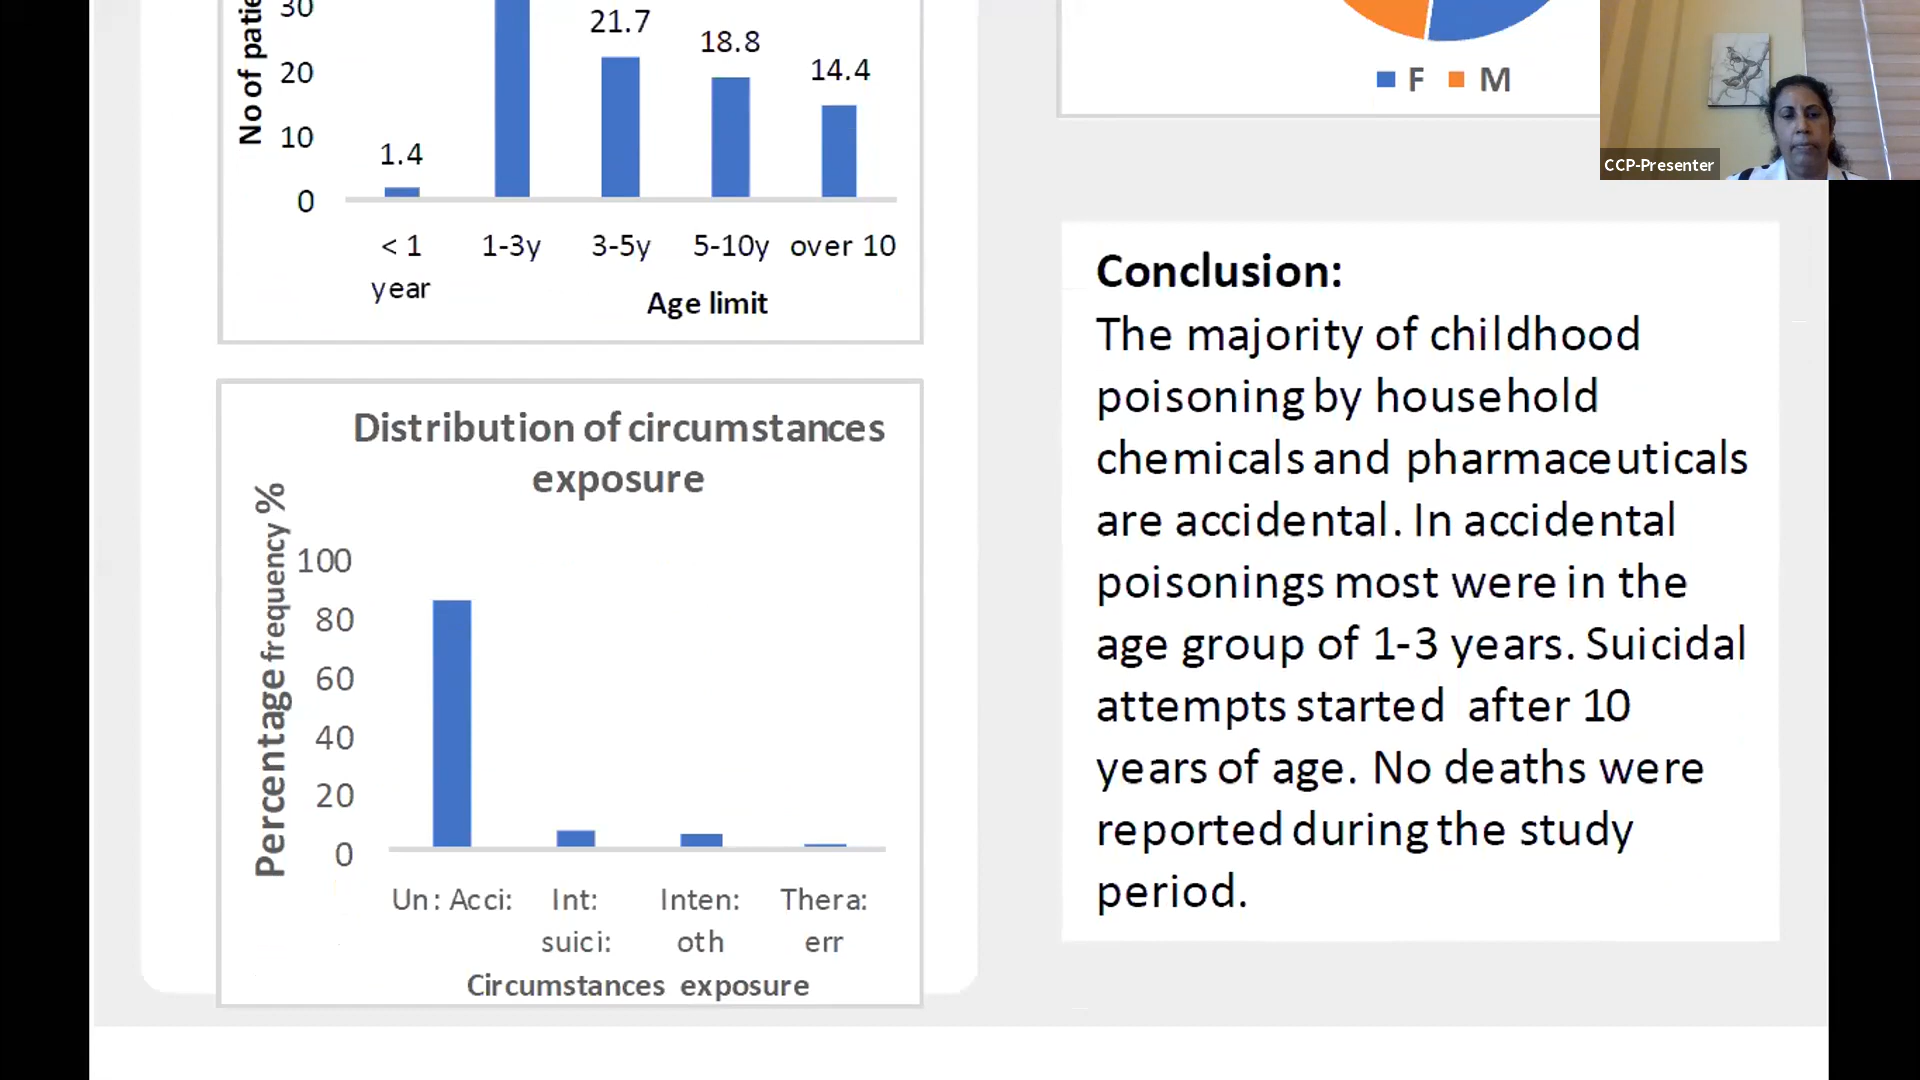 No of patie
30
20
10
0
1.4
21.7
18.8
14.4
< 1
year
1-3y
3-5y
5-10y
over 10
Age limit
F M
CCP-Presenter
Distribution of circumstances
exposure
Percentage frequency %
100
80
60
40
20
0
Un: Acci:
Int:
suici:
Inten:
oth
Thera:
err
Circumstances exposure
Conclusion:
The majority of childhood
poisoning by household
chemicals and pharmaceuticals
are accidental. In accidental
poisonings most were in the
age group of 1-3 years. Suicidal
attempts started after 10
years of age. No deaths were
reported during the study
period.